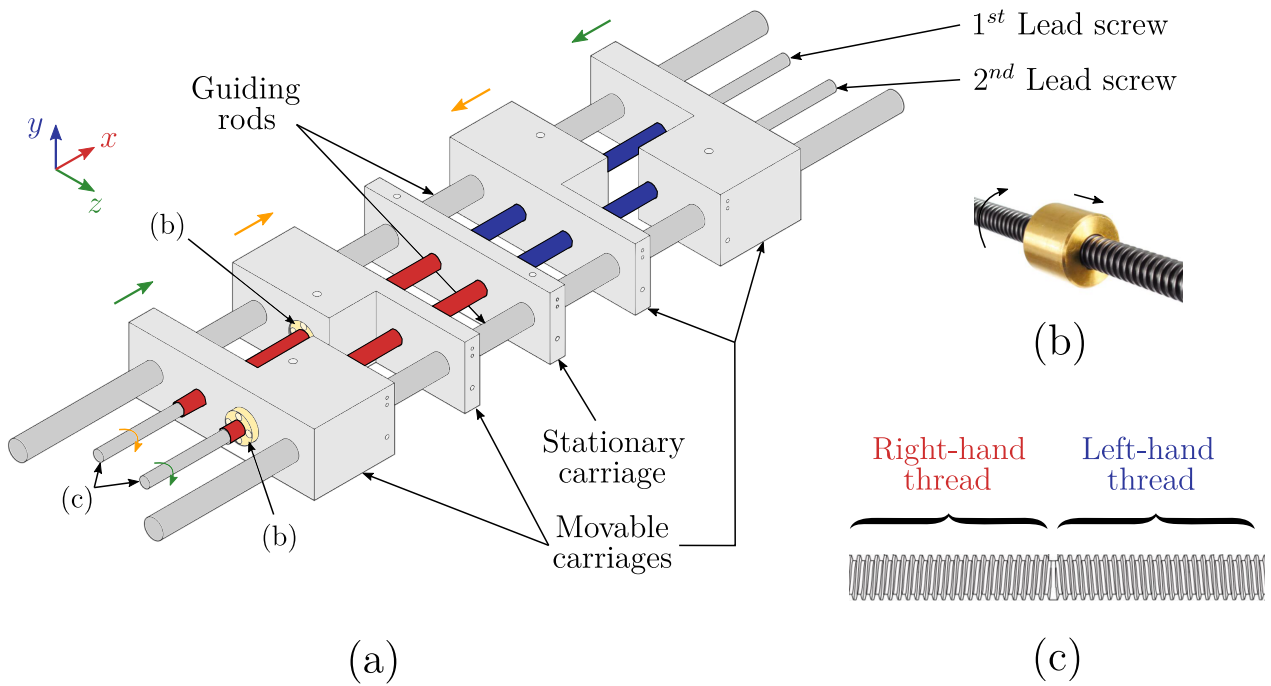 1st Lead screw
2nd Lead screw
Guiding
rods
y
x
z
(b)
(b)
Right-hand
thread
Left-hand
thread
Stationary
carriage
(c)
(b)
Movable
carriages
(a)
(c)